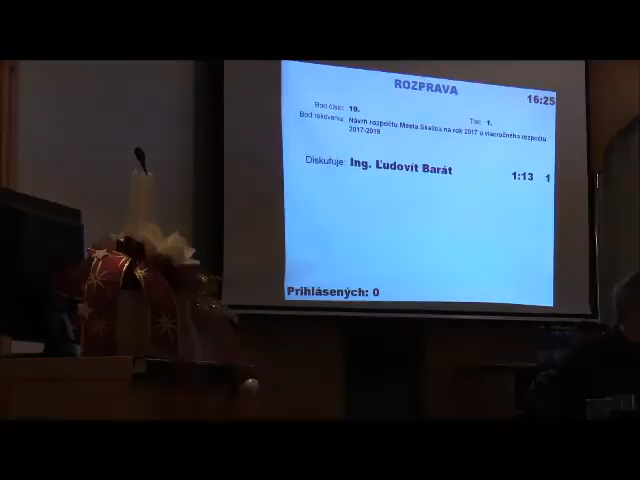 ROZPRAVA
16:25
Bod číslo: 19. Tlač 1.
Bod rokovania: Návrh rozpočtu Mesta Skalica na rok 2017 a viacročného rozpočtu
2017-2019
Diskutuje: Ing. Ľudovít Barát 1:13 1
Prihlásených: 0